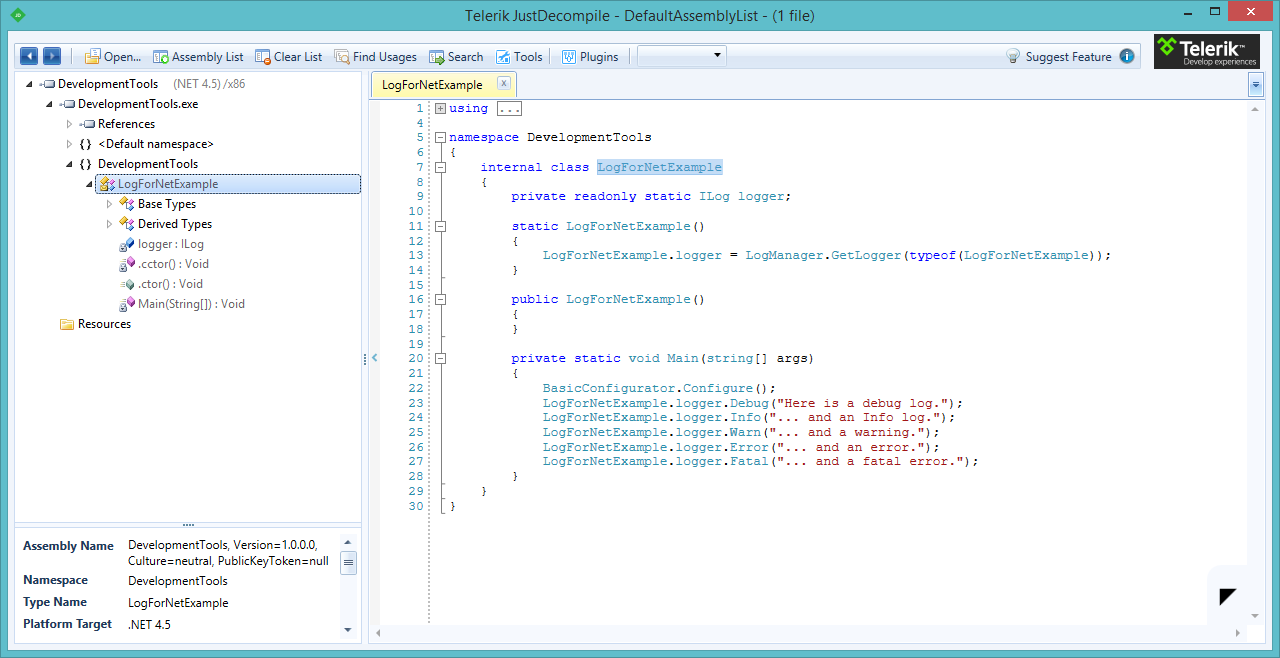 Telerik JustDecompile - DefaultAssemblyList - (1 file)
Open... Assembly List Clear List Find Usages Search Tools Plugins Suggest Feature
Telerik™
Develop experiences
DevelopmentTools (NET 4.5) /x86
DevelopmentTools.exe
References
{ } <Default namespace>
{ } DevelopmentTools
LogForNetExample
Base Types
Derived Types
logger : ILog
.cctor() : Void
.ctor() : Void
Main(String[]) : Void
Resources
Assembly Name DevelopmentTools, Version=1.0.0.0,
Culture=neutral, PublicKeyToken=null
Namespace DevelopmentTools
Type Name LogForNetExample
Platform Target .NET 4.5
LogForNetExample
1 using ...
4
5 namespace DevelopmentTools
6 {
7 internal class LogForNetExample
8 {
9 private readonly static ILog logger;
10
11 static LogForNetExample()
12 {
13 LogForNetExample.logger = LogManager.GetLogger(typeof(LogForNetExample));
14 }
15
16 public LogForNetExample()
17 {
18 }
19
20 private static void Main(string[] args)
21 {
22 BasicConfigurator.Configure();
23 LogForNetExample.logger.Debug("Here is a debug log.");
24 LogForNetExample.logger.Info("... and an Info log.");
25 LogForNetExample.logger.Warn("... and a warning.");
26 LogForNetExample.logger.Error("... and an error.");
27 LogForNetExample.logger.Fatal("... and a fatal error.");
28 }
29 }
30 }